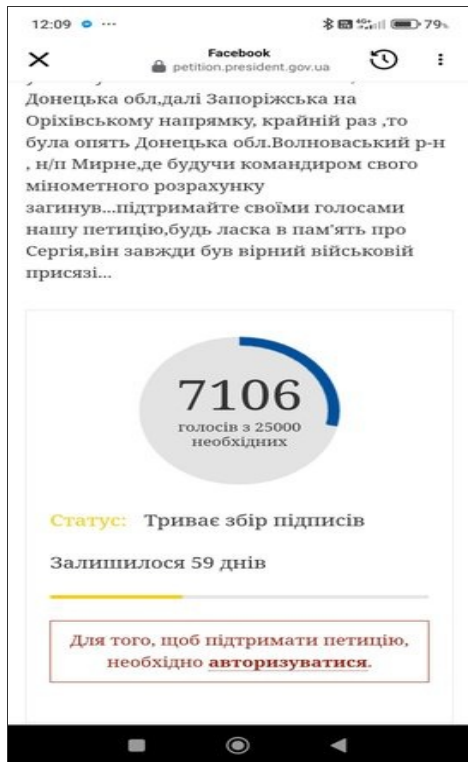 12:09
79%
Facebook
petition.president.gov.ua
Донецька обл,далі Запоріжська на
Оріхівському напрямку, крайній раз ,то
була опять Донецька обл.Волноваський р-н
, н/п Мирне,де будучи командиром свого
мінометного розрахунку
загинув...підтримайте своїми голосами
нашу петицію,будь ласка в пам'ять про
Сергія,він завжди був вірний військовій
присязі...
7106
голосів з 25000
необхідних
Статус: Триває збір підписів
Залишилося 59 днів
Для того, щоб підтримати петицію,
необхідно авторизуватися.